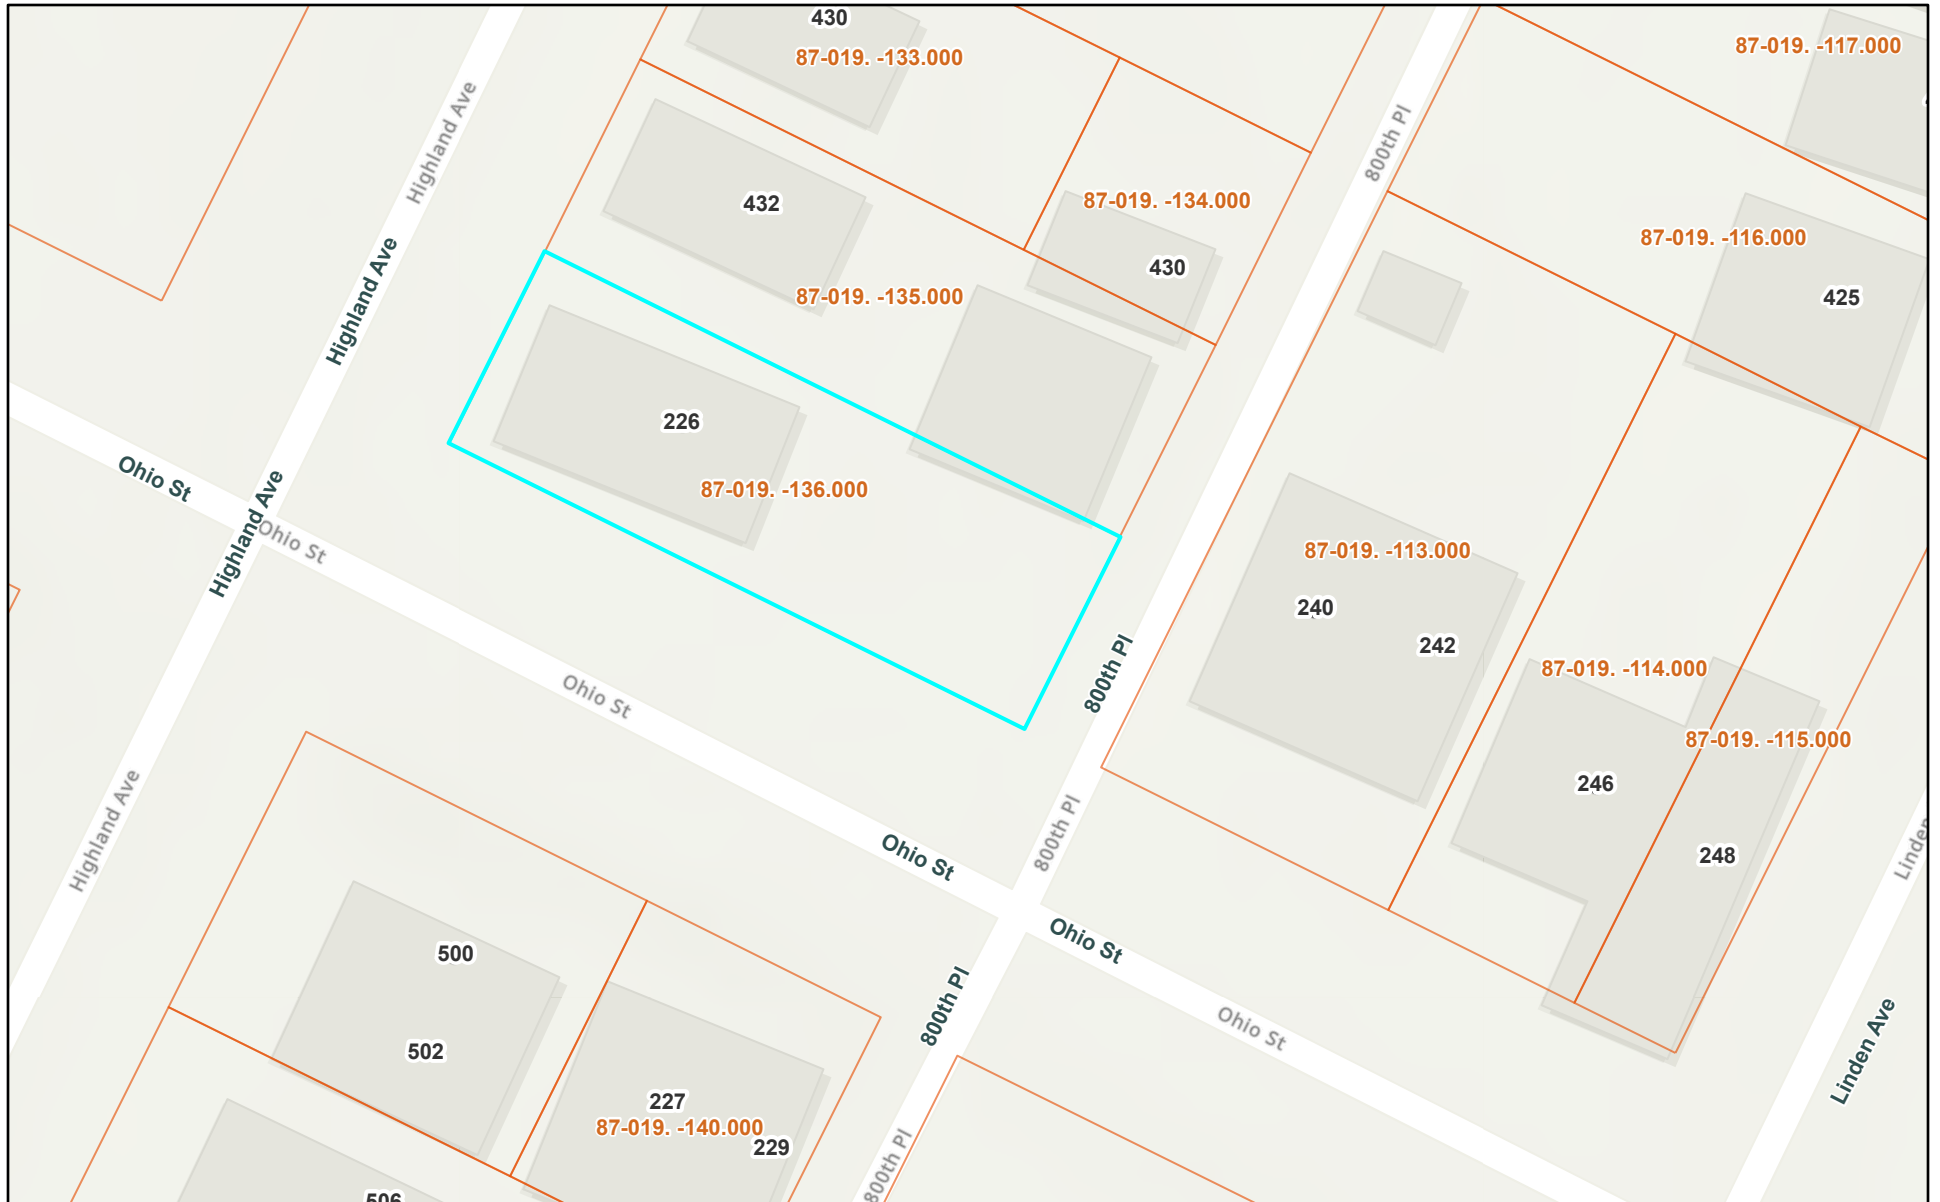 430
87-019. -133.000
87-019. -117.000
Highland Ave
800th Pl
432
87-019. -134.000
87-019. -116.000
430
Highland Ave
87-019. -135.000
425
226
Ohio St
87-019. -136.000
Highland Ave
Ohio St
87-019. -113.000
240
242
800th Pl
87-019. -114.000
Ohio St
87-019. -115.000
246
Highland Ave
800th Pl
Ohio St
248
Linden
500
Ohio St
800th Pl
Ohio St
502
Linden Ave
227
87-019. -140.000
229
800th Pl
506